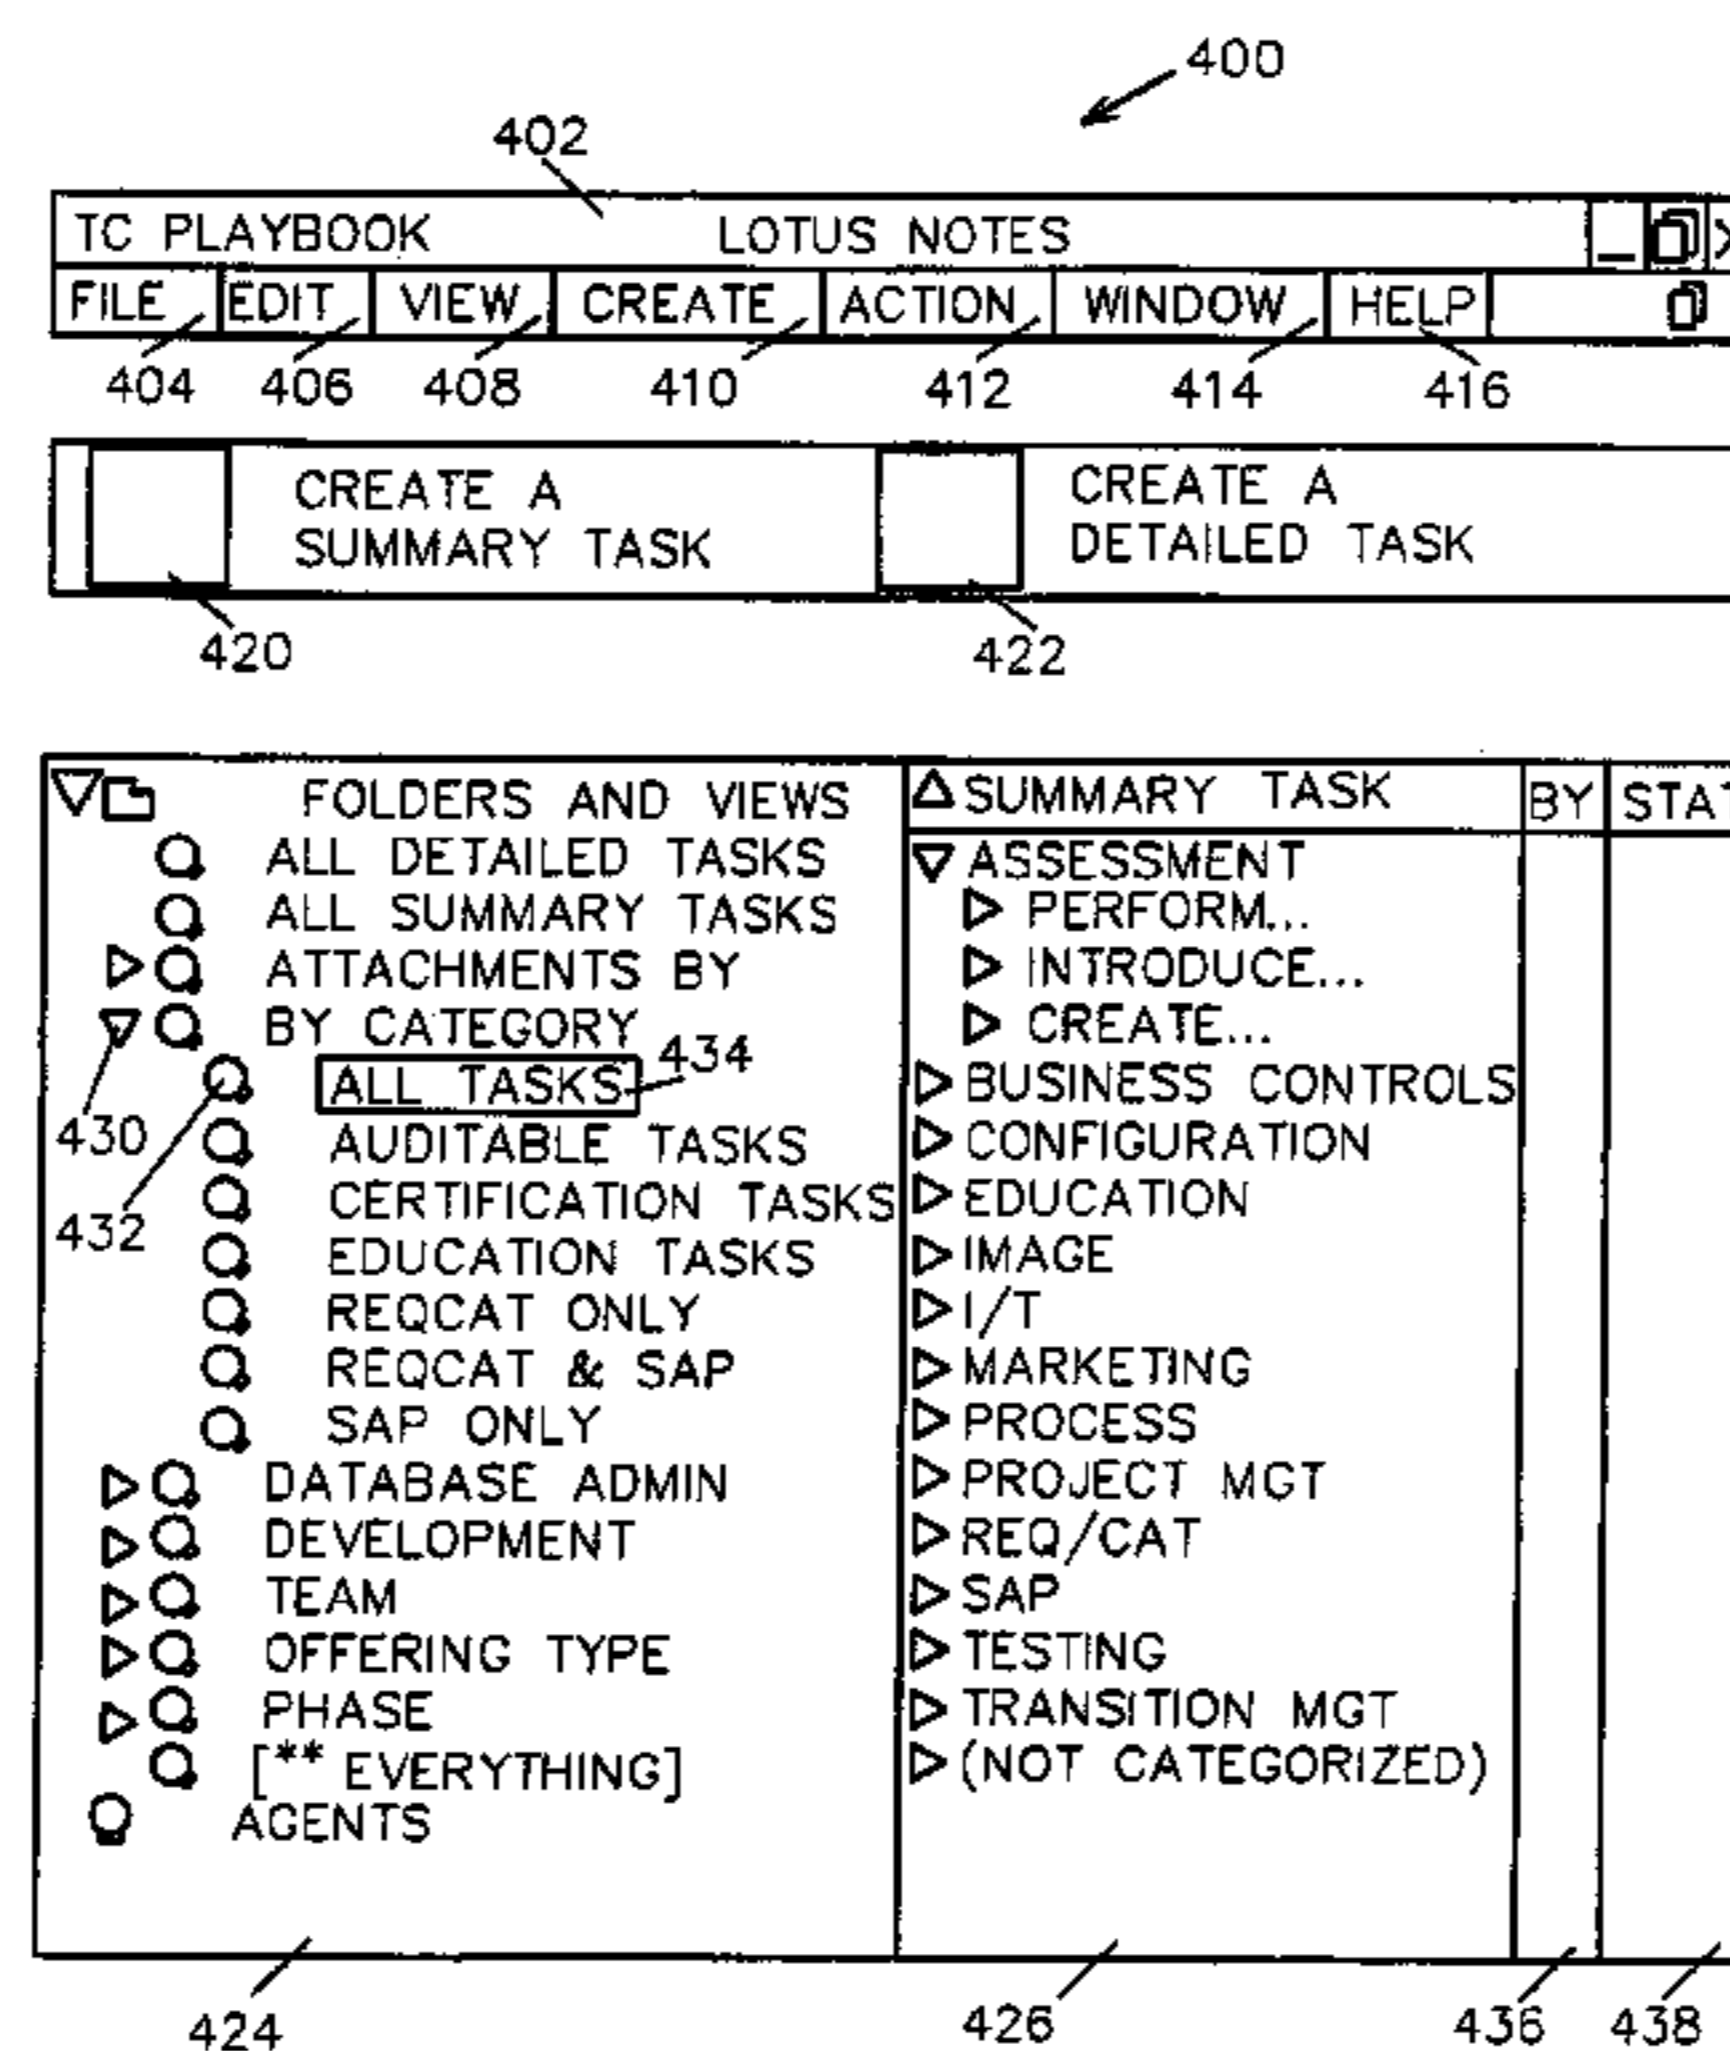 400
402
TC PLAYBOOK LOTUS NOTES
FILE EDIT VIEW CREATE ACTION WINDOW HELP
404 406 408 410 412 414 416
CREATE A
SUMMARY TASK
CREATE A
DETAILED TASK
420 422
FOLDERS AND VIEWS
ALL DETAILED TASKS
ALL SUMMARY TASKS
ATTACHMENTS BY
BY CATEGORY
ALL TASKS 434
430
AUDITABLE TASKS
CERTIFICATION TASKS
432
EDUCATION TASKS
REQCAT ONLY
REQCAT & SAP
SAP ONLY
DATABASE ADMIN
DEVELOPMENT
TEAM
OFFERING TYPE
PHASE
[** EVERYTHING]
AGENTS
SUMMARY TASK BY STAT
ASSESSMENT
PERFORM...
INTRODUCE...
CREATE...
BUSINESS CONTROLS
CONFIGURATION
EDUCATION
IMAGE
I/T
MARKETING
PROCESS
PROJECT MGT
REQ/CAT
SAP
TESTING
TRANSITION MGT
(NOT CATEGORIZED)
424 426 436 438